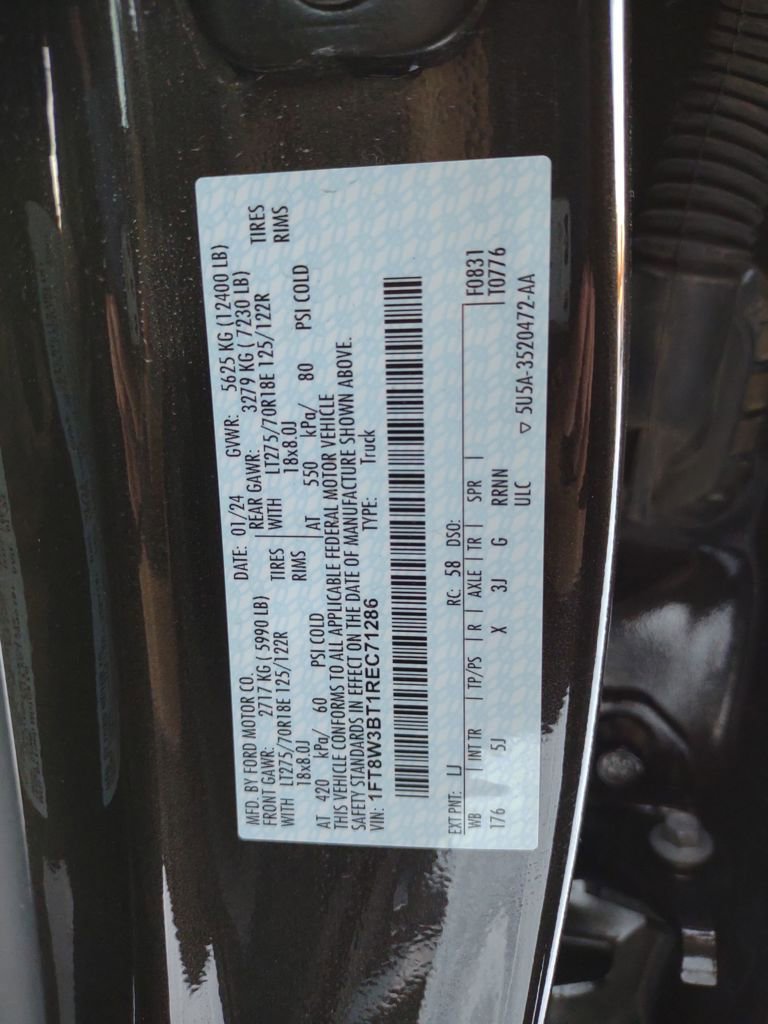 MFD. BY FORD MOTOR CO. DATE: 01/24 GVWR: 5625 KG (12400 LB)
FRONT GAWR: 2717 KG ( 5990 LB) REAR GAWR: 3279 KG ( 7230 LB)
WITH LT275/70R18E 125/122R TIRES WITH LT275/70R18E 125/122R TIRES
18x8.0J RIMS 18x8.0J RIMS
AT 420 kPa/ 60 PSI COLD AT 550 kPa/ 80 PSI COLD
THIS VEHICLE CONFORMS TO ALL APPLICABLE FEDERAL MOTOR VEHICLE
SAFETY STANDARDS IN EFFECT ON THE DATE OF MANUFACTURE SHOWN ABOVE.
VIN: 1FT8W3BT1REC71286 TYPE: Truck
F0831
T0776
EXT PNT: UJ RC: 58 DSO:
WB INT TR TP/PS R AXLE TR SPR
176 5J X 3J G RRNN
ULC ▽ 5U5A-3520472-AA